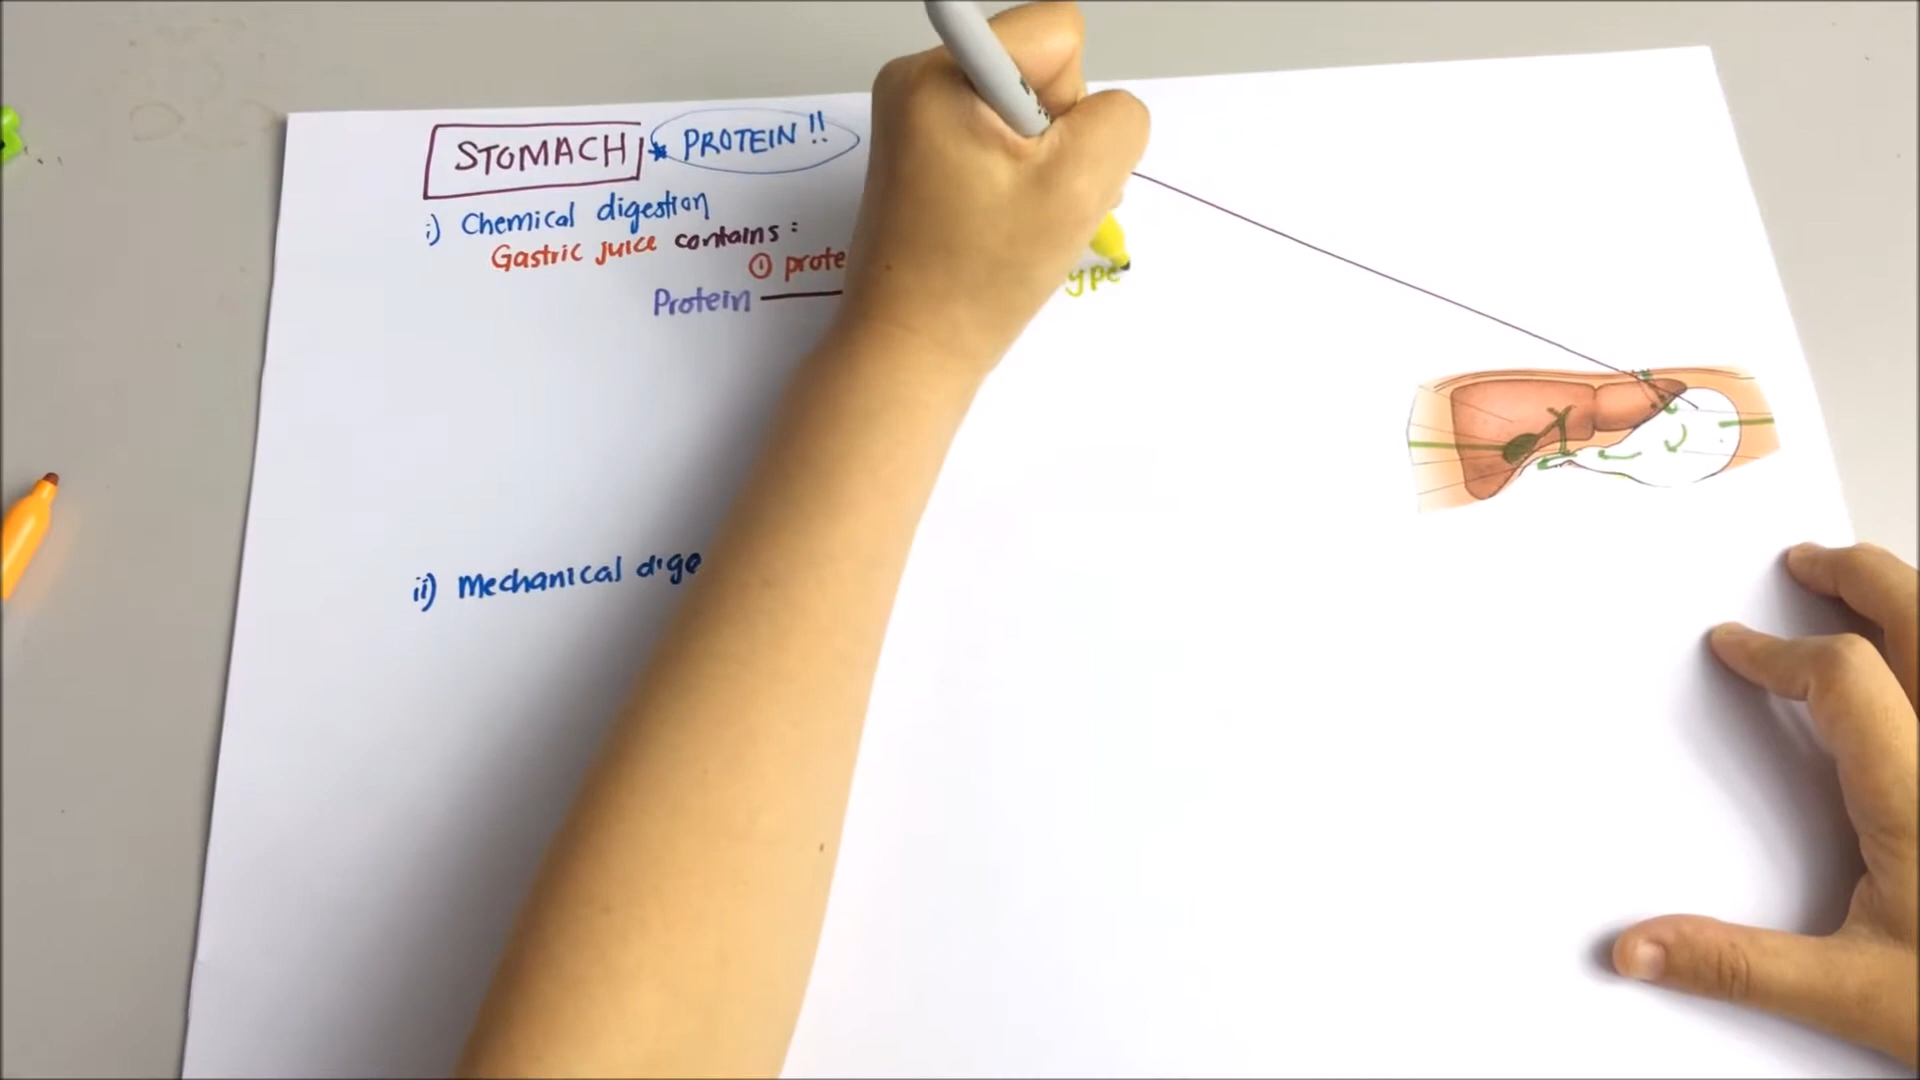 STOMACH * PROTEIN!!
i) Chemical digestion
Gastric juice contains:
① prote ype
Protein
ii) Mechanical dige